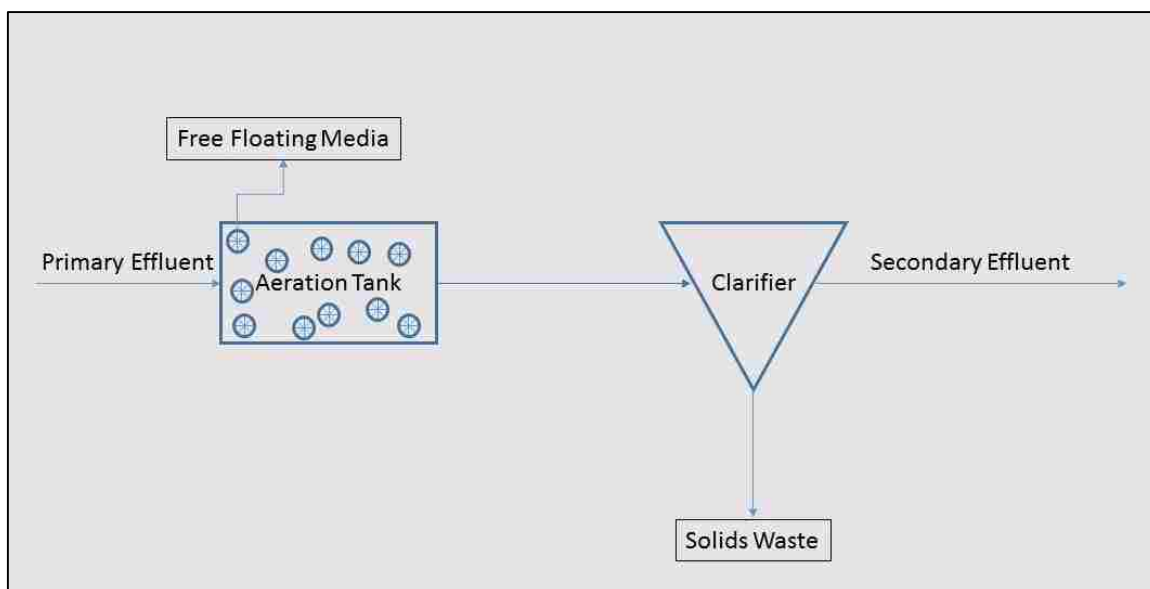 Free Floating Media
Primary Effluent
Aeration Tank
Clarifier
Secondary Effluent
Solids Waste